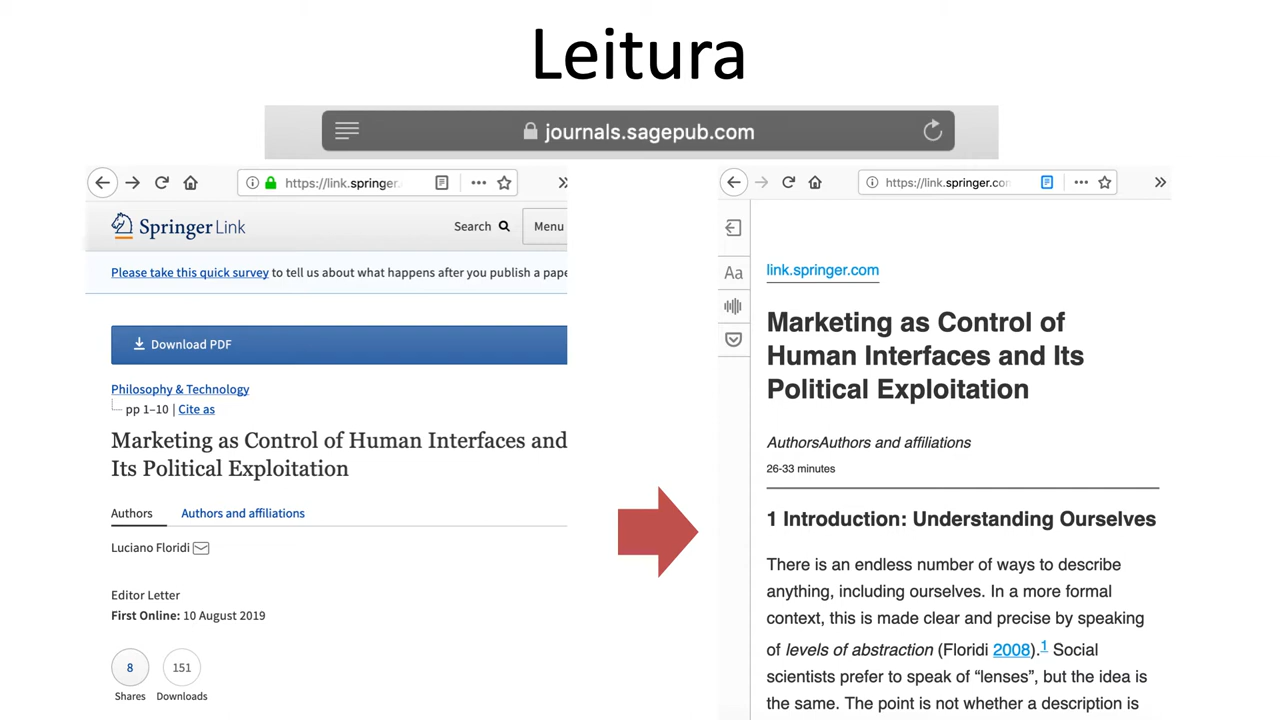 Leitura
journals.sagepub.com
https://link.springer.
SpringerLink
Search
Menu
Please take this quick survey to tell us about what happens after you publish a pape
Download PDF
Philosophy & Technology
pp 1–10 | Cite as
Marketing as Control of Human Interfaces and
Its Political Exploitation
Authors
Authors and affiliations
Luciano Floridi
Editor Letter
First Online: 10 August 2019
8
151
Shares
Downloads
https://link.springer.co
Aa
link.springer.com
Marketing as Control of
Human Interfaces and Its
Political Exploitation
AuthorsAuthors and affiliations
26-33 minutes
1 Introduction: Understanding Ourselves
There is an endless number of ways to describe
anything, including ourselves. In a more formal
context, this is made clear and precise by speaking
of levels of abstraction (Floridi 2008).1 Social
scientists prefer to speak of “lenses”, but the idea is
the same. The point is not whether a description is